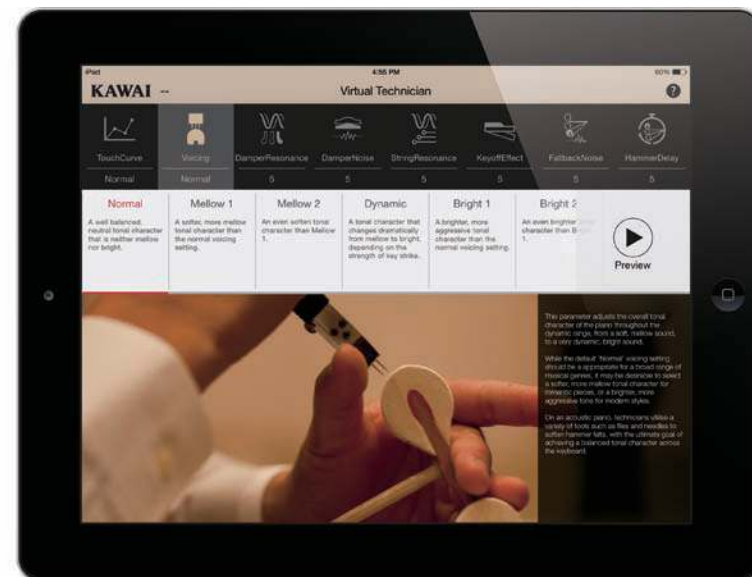 iPad 4:55 PM 80%
KAWAI -- Virtual Technician ?
TouchCurve Voicing DamperResonance DamperNoise StringResonance KeyoffEffect FallbackNoise HammerDelay
Normal Normal 5 5 5 5 5 5
Normal
A well balanced,
neutral tonal character
that is neither mellow
nor bright.
Mellow 1
A softer, more mellow
tonal character than
the normal voicing
setting.
Mellow 2
An even softer tonal
character than Mellow
1.
Dynamic
A tonal character that
changes dramatically
from mellow to bright,
depending on the
strength of key strike.
Bright 1
A brighter, more
aggressive tonal
character than the
normal voicing setting.
Bright 2
An even brighter
character than
1.
Preview
This parameter adjusts the overall tonal
character of the piano throughout the
dynamic range, from a soft, mellow sound,
to a very dynamic, bright sound.
While the default 'Normal' voicing setting
should be a appropriate for a broad range of
musical genres, it may be desirable to select
a softer, more mellow tonal character for
romantic pieces, or a brighter, more
aggressive tone for modern styles.
On an acoustic piano, technicians utilise a
variety of tools such as files and needles to
soften hammer felts, with the ultimate goal of
achieving a balanced tonal character across
the keyboard.